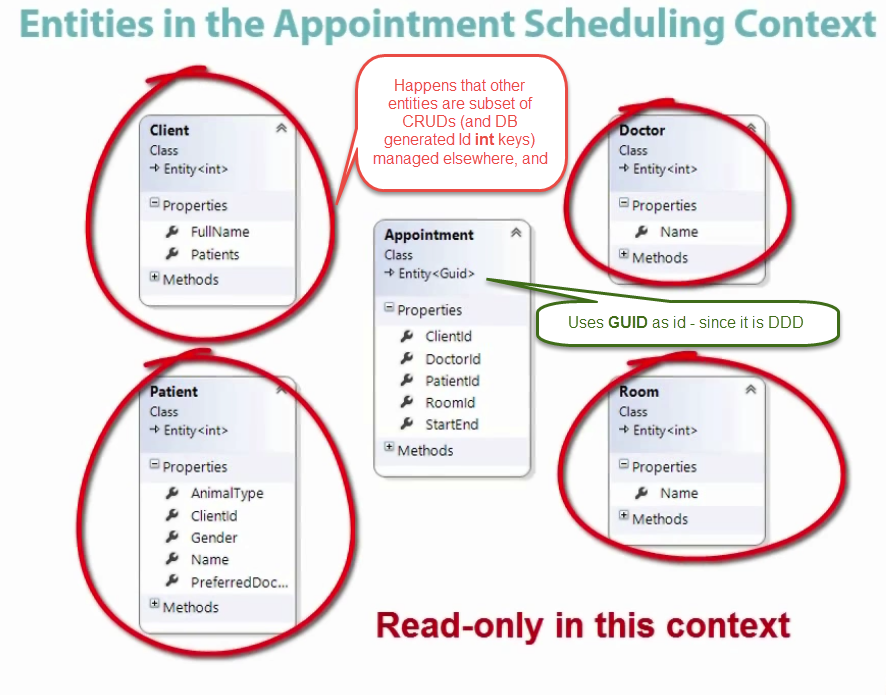 Entities in the Appointment Scheduling Context
Happens that other
entities are subset of
CRUDs (and DB
generated Id int keys)
managed elsewhere, and
Client
Class
Entity<int>
Properties
FullName
Patients
Methods
Doctor
Class
Entity<int>
Properties
Name
Methods
Appointment
Class
Entity<Guid>
Properties
ClientId
DoctorId
PatientId
RoomId
StartEnd
Methods
Uses GUID as id - since it is DDD
Patient
Class
Entity<int>
Properties
AnimalType
ClientId
Gender
Name
PreferredDoc...
Methods
Room
Class
Entity<int>
Properties
Name
Methods
Read-only in this context